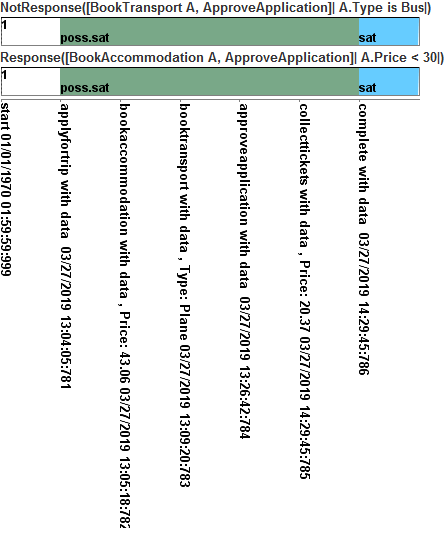 NotResponse([BookTransport A, ApproveApplication]| A.Type is Bus|)
1
poss.sat
sat
Response([BookAccommodation A, ApproveApplication]| A.Price < 30|)
1
poss.sat
sat
start 01/01/1970 01:59:59:999
applyfortrip with data  03/27/2019 13:04:05:781
bookaccommodation with data , Price: 43.06 03/27/2019 13:05:18:782
booktransport with data , Type: Plane 03/27/2019 13:09:20:783
approveapplication with data  03/27/2019 13:26:42:784
collecttickets with data , Price: 20.37 03/27/2019 14:29:45:785
complete with data  03/27/2019 14:29:45:786